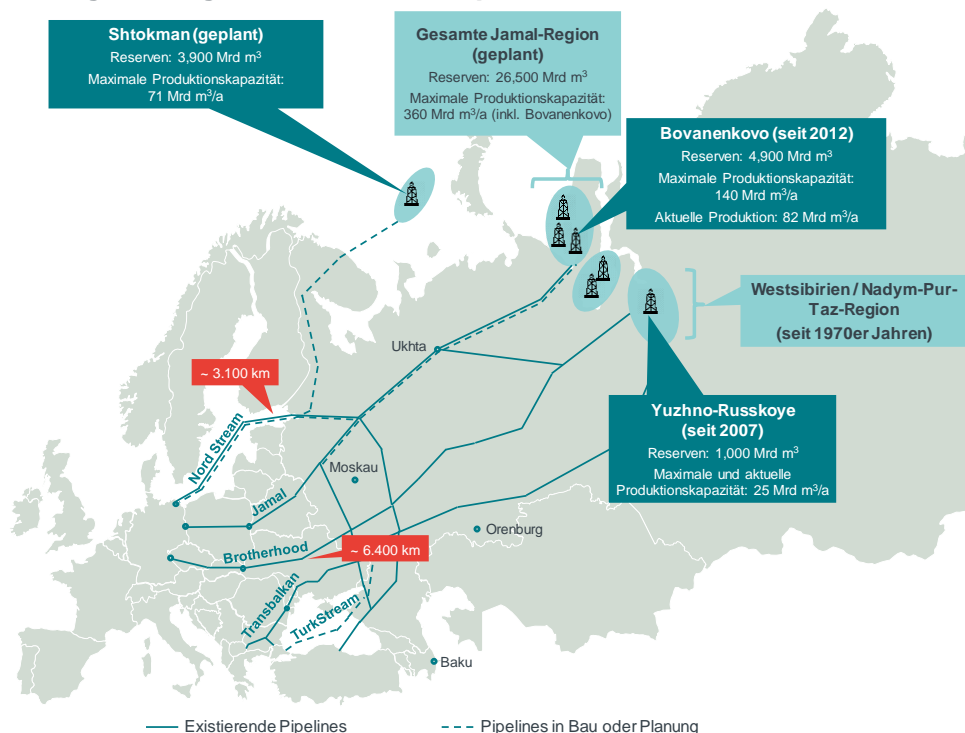 Shtokman (geplant)
Reserven: 3,900 Mrd m³
Maximale Produktionskapazität:
71 Mrd m³/a
Gesamte Jamal-Region
(geplant)
Reserven: 26,500 Mrd m³
Maximale Produktionskapazität:
360 Mrd m³/a (inkl. Bovanenkovo)
Bovanenkovo (seit 2012)
Reserven: 4,900 Mrd m³
Maximale Produktionskapazität:
140 Mrd m³/a
Aktuelle Produktion: 82 Mrd m³/a
Westsibirien / Nadym-Pur-
Taz-Region
(seit 1970er Jahren)
Ukhta
~ 3.100 km
Yuzhno-Russkoye
(seit 2007)
Reserven: 1,000 Mrd m³
Maximale und aktuelle
Produktionskapazität: 25 Mrd m³/a
Nord Stream
Moskau
Jamal
Orenburg
Brotherhood
~ 6.400 km
Transbalkan
TurkStream
Baku
Existierende Pipelines
Pipelines in Bau oder Planung